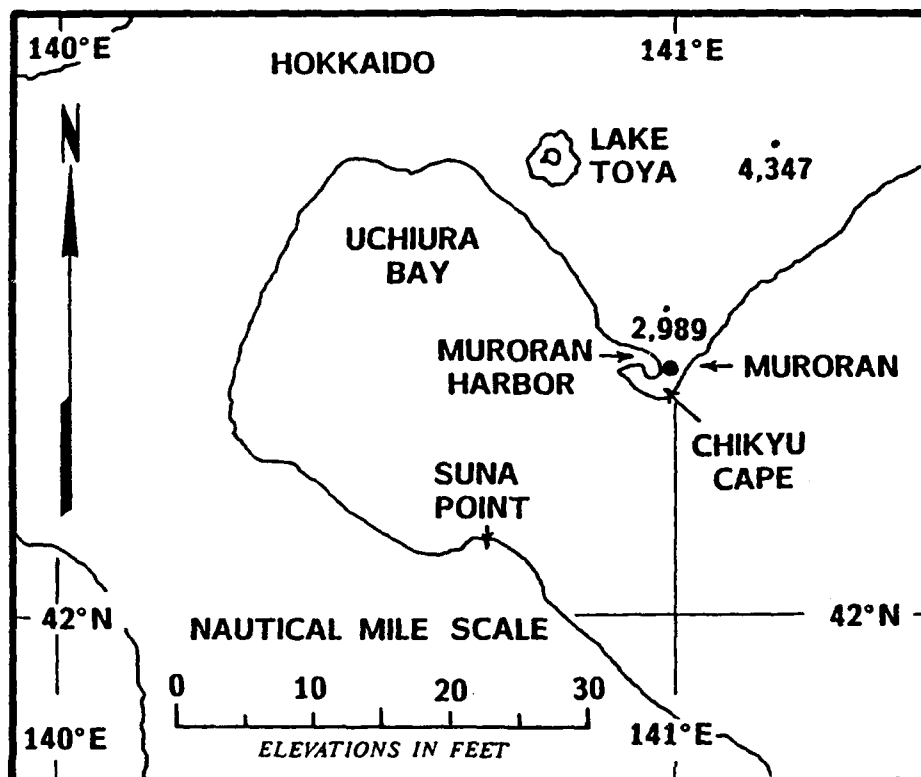 140°E
HOKKAIDO
141°E
N
LAKE
TOYA
4,347
UCHIURA
BAY
2,989
MURORAN
HARBOR
MURORAN
CHIKYU
CAPE
SUNA
POINT
42°N
42°N
NAUTICAL MILE SCALE
0 10 20 30
140°E
ELEVATIONS IN FEET
141°E